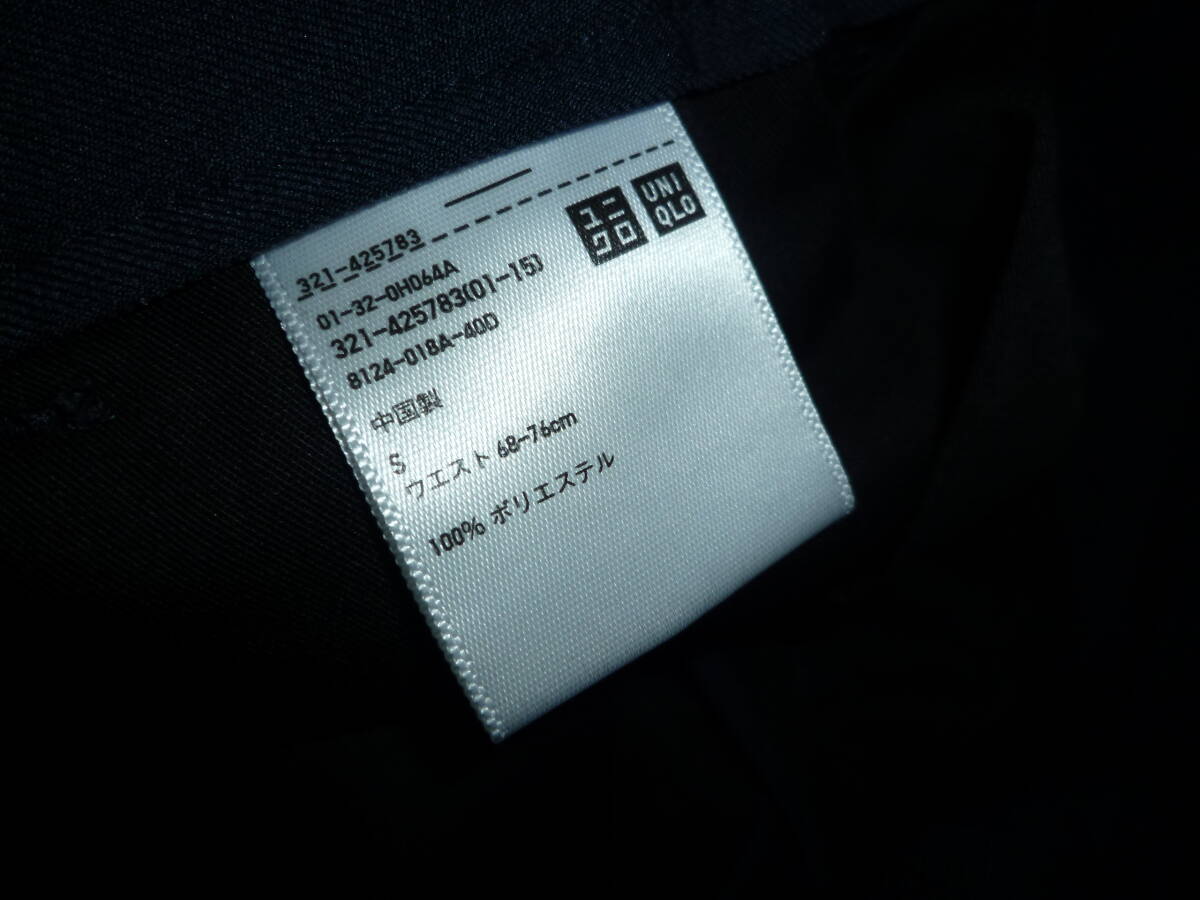 321-425783
ユニクロ
UNIQLO
01-32-0H064A
321-425783(01-15)
8124-018A-40D
中国製
S
ウエスト 68-76cm
100% ポリエステル